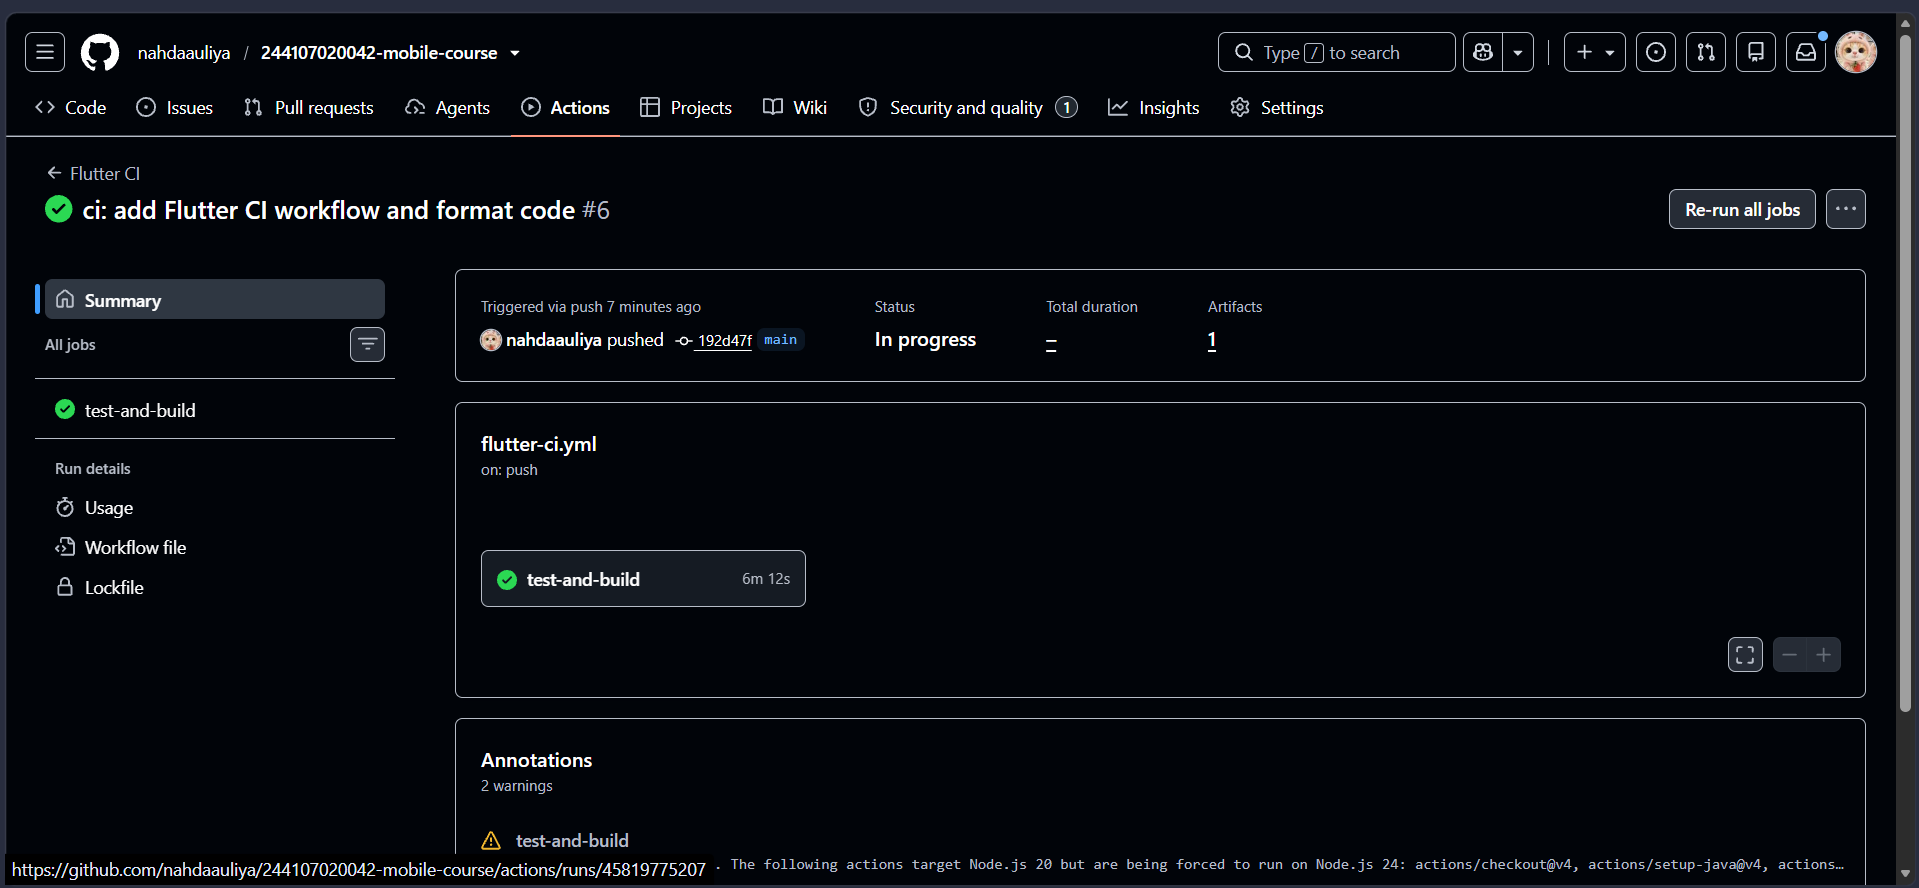 nahdaauliya / 244107020042-mobile-course
Type / to search
Code Issues Pull requests Agents Actions Projects Wiki Security and quality 1 Insights Settings
Flutter CI
ci: add Flutter CI workflow and format code #6
Re-run all jobs
Summary
All jobs
test-and-build
Run details
Usage
Workflow file
Lockfile
Triggered via push 7 minutes ago
nahdaauliya pushed 192d47f main
Status
In progress
Total duration
–
Artifacts
1
flutter-ci.yml
on: push
test-and-build 6m 12s
Annotations
2 warnings
test-and-build
. The following actions target Node.js 20 but are being forced to run on Node.js 24: actions/checkout@v4, actions/setup-java@v4, actions…
https://github.com/nahdaauliya/244107020042-mobile-course/actions/runs/45819775207